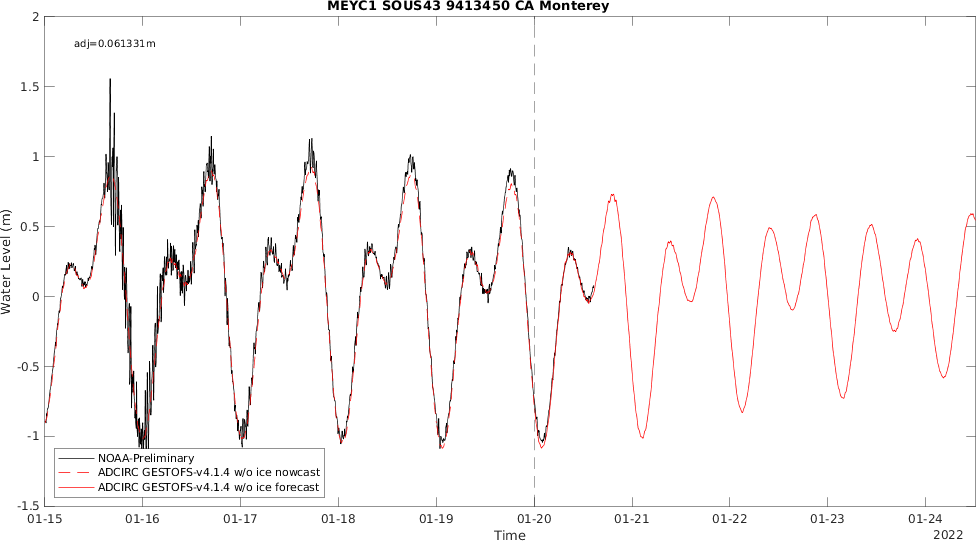 MEYC1 SOUS43 9413450 CA Monterey
adj=0.061331m
Water Level (m)
2
1.5
1
0.5
0
-0.5
-1
-1.5
NOAA-Preliminary
ADCIRC GESTOFS-v4.1.4 w/o ice nowcast
ADCIRC GESTOFS-v4.1.4 w/o ice forecast
01-15 01-16 01-17 01-18 01-19 01-20 01-21 01-22 01-23 01-24
Time
2022